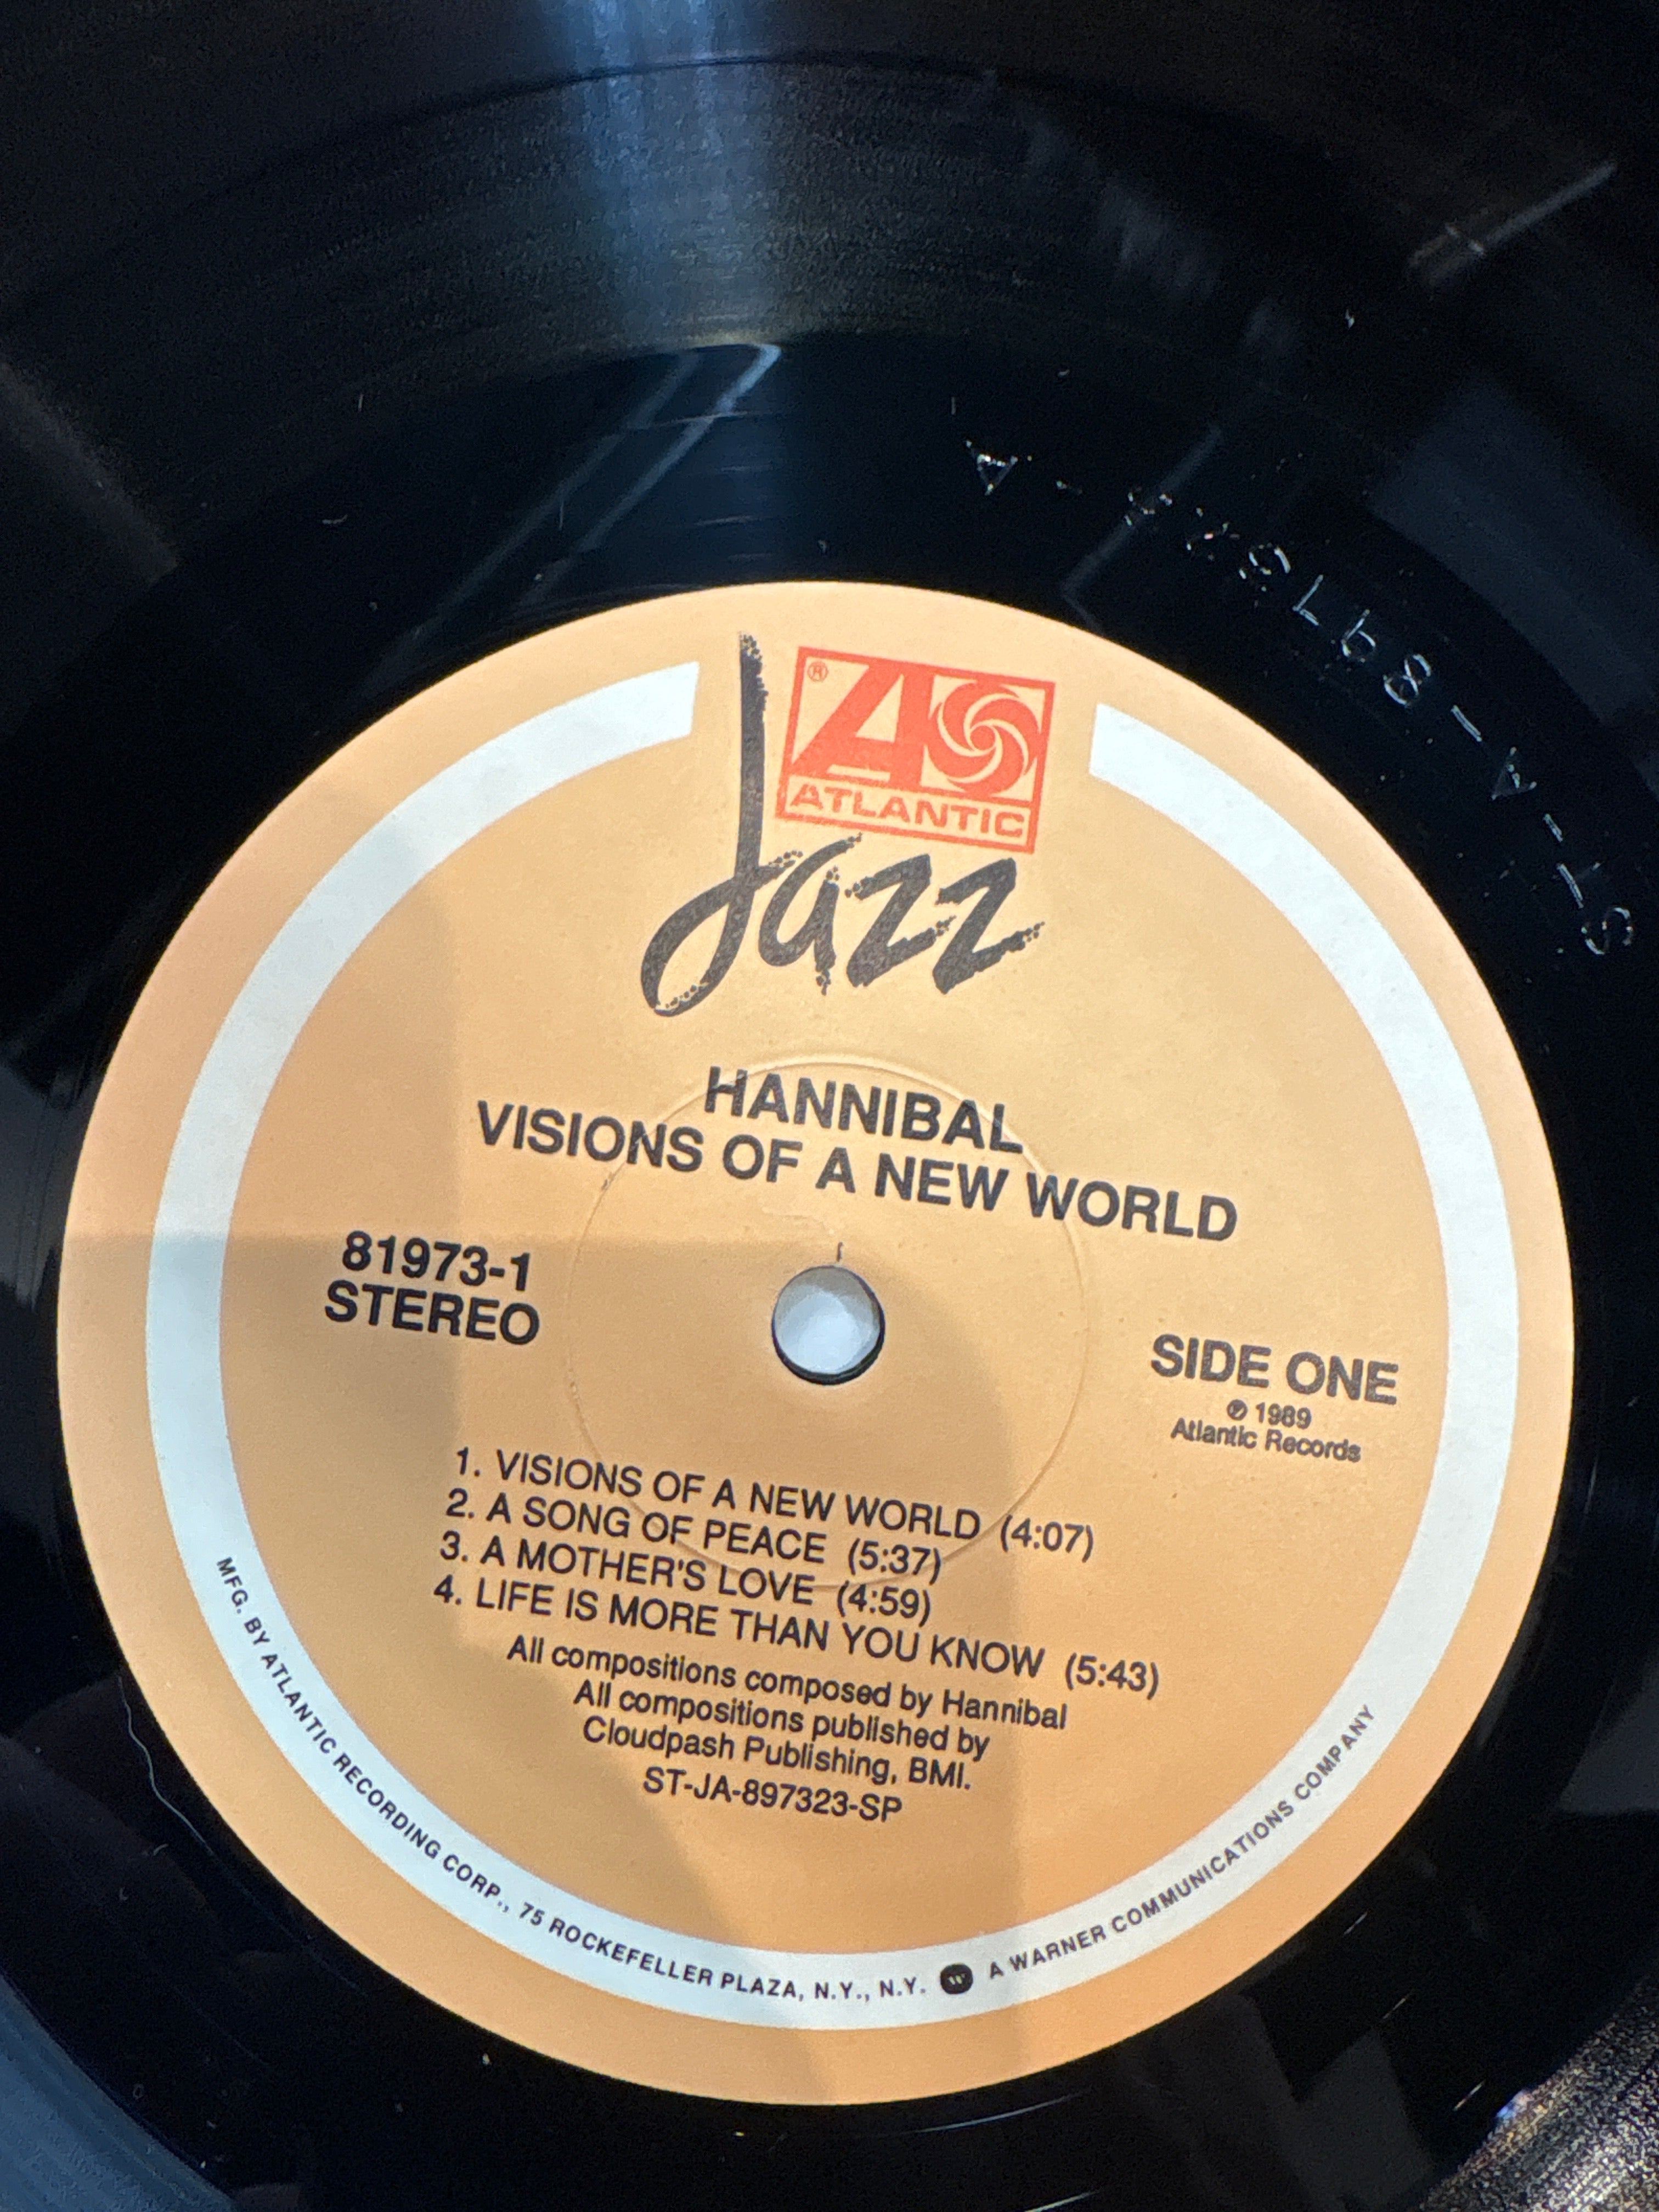 ®
ATLANTIC
Jazz
HANNIBAL
VISIONS OF A NEW WORLD
81973-1
STEREO
SIDE ONE
℗ 1989
Atlantic Records
1. VISIONS OF A NEW WORLD (4:07)
2. A SONG OF PEACE (5:37)
3. A MOTHER'S LOVE (4:59)
4. LIFE IS MORE THAN YOU KNOW (5:43)
All compositions composed by Hannibal
All compositions published by
Cloudpash Publishing, BMI.
ST-JA-897323-SP
MFG. BY ATLANTIC RECORDING CORP., 75 ROCKEFELLER PLAZA, N.Y., N.Y. A WARNER COMMUNICATIONS COMPANY